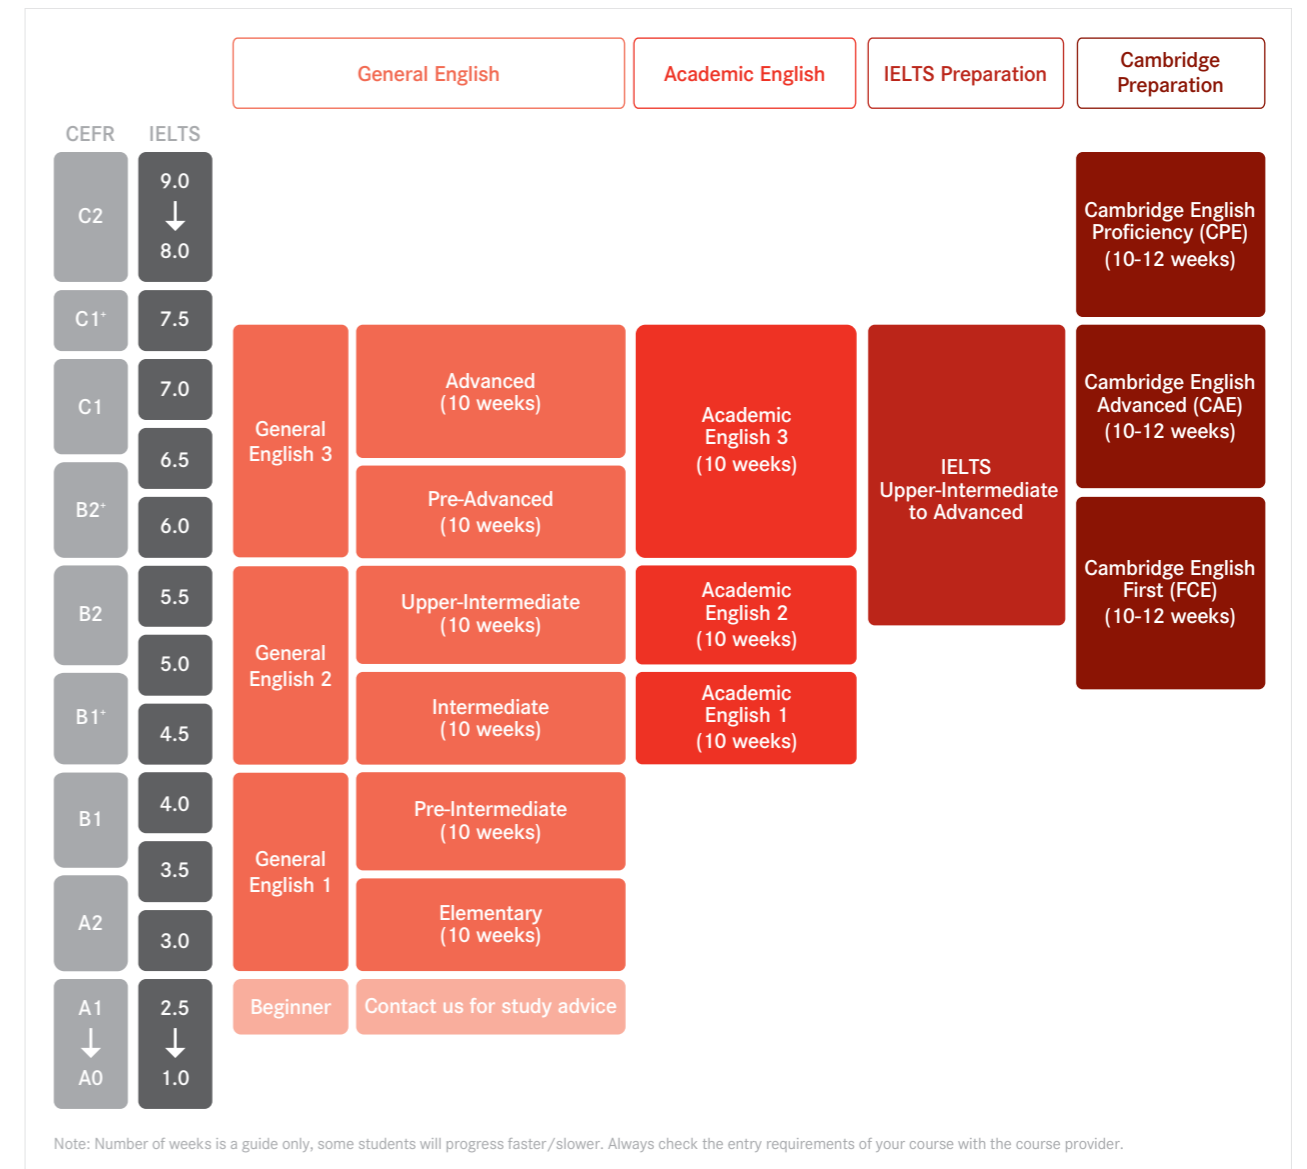 General English
Academic English
IELTS Preparation
Cambridge
Preparation
CEFR
IELTS
C2
C1+
C1
B2+
B2
B1+
B1
A2
A1
↓
A0
9.0
↓
8.0
7.5
7.0
6.5
6.0
5.5
5.0
4.5
4.0
3.5
3.0
2.5
↓
1.0
General
English 3
General
English 2
General
English 1
Beginner
Advanced
(10 weeks)
Pre-Advanced
(10 weeks)
Upper-Intermediate
(10 weeks)
Intermediate
(10 weeks)
Pre-Intermediate
(10 weeks)
Elementary
(10 weeks)
Contact us for study advice
Academic
English 3
(10 weeks)
Academic
English 2
(10 weeks)
Academic
English 1
(10 weeks)
IELTS
Upper-Intermediate
to Advanced
Cambridge English
Proficiency (CPE)
(10-12 weeks)
Cambridge English
Advanced (CAE)
(10-12 weeks)
Cambridge English
First (FCE)
(10-12 weeks)
Note: Number of weeks is a guide only, some students will progress faster/slower. Always check the entry requirements of your course with the course provider.